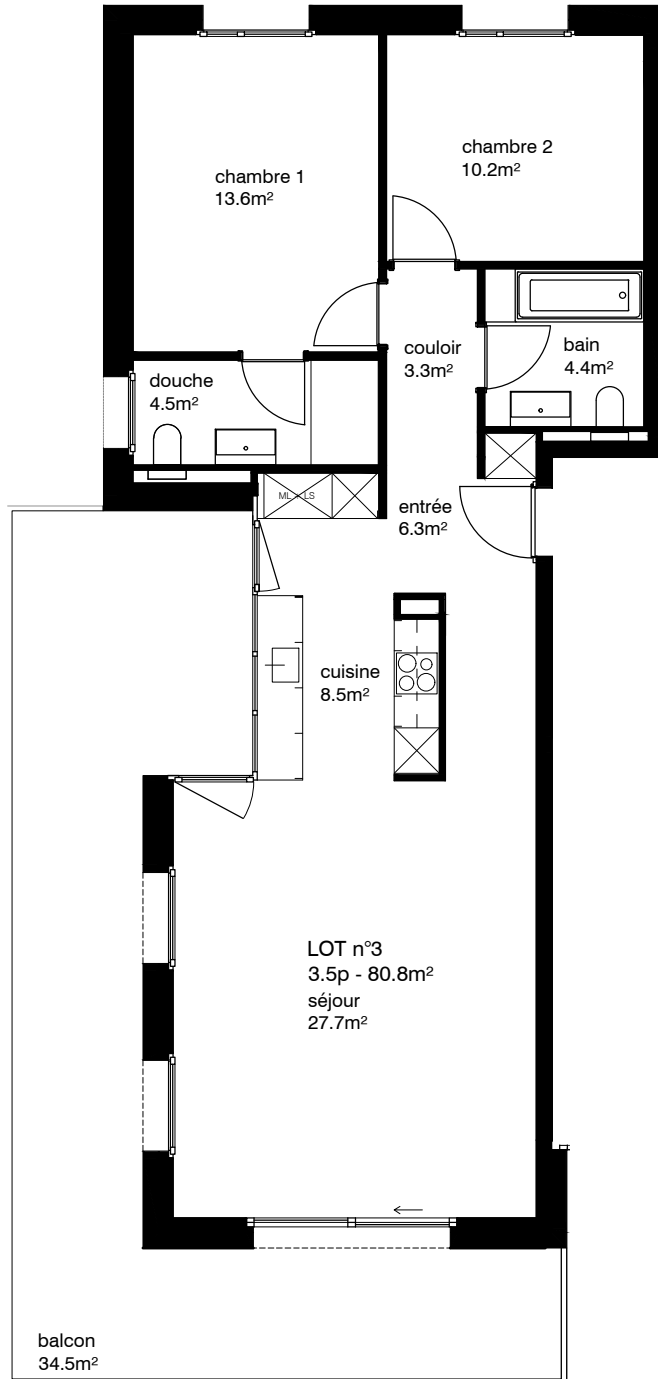 chambre 1
13.6m²
chambre 2
10.2m²
couloir
3.3m²
bain
4.4m²
douche
4.5m²
ML + LS
entrée
6.3m²
cuisine
8.5m²
LOT n°3
3.5p - 80.8m²
séjour
27.7m²
balcon
34.5m²